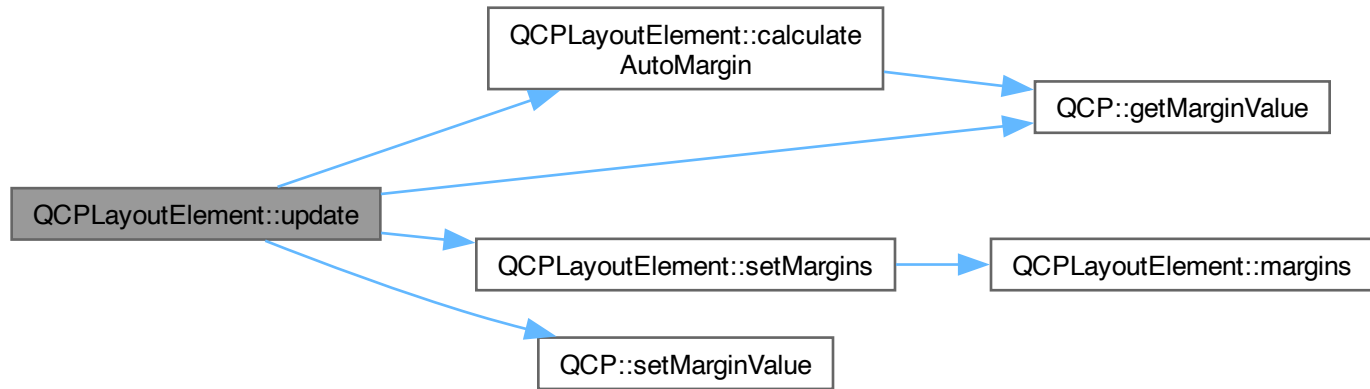 QCPLayoutElement::calculate
AutoMargin
QCP::getMarginValue
QCPLayoutElement::update
QCPLayoutElement::setMargins
QCPLayoutElement::margins
QCP::setMarginValue